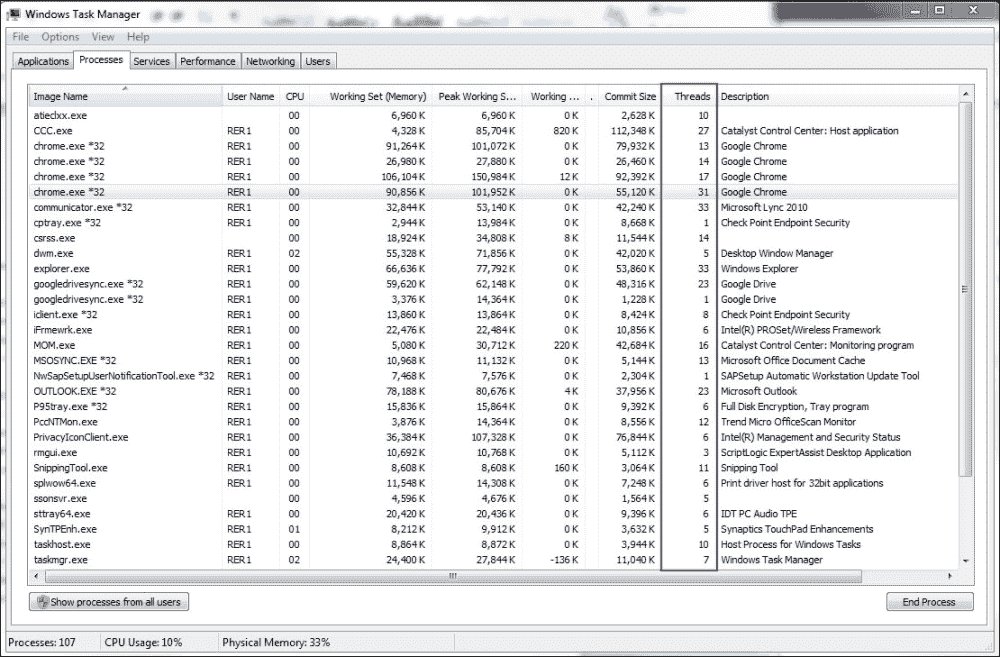 Windows Task Manager
File Options View Help
Applications Processes Services Performance Networking Users
Image Name User Name CPU Working Set (Memory) Peak Working S... Working ... . Commit Size Threads Description
atieclxx.exe 00 6,960 K 6,960 K 0 K 2,628 K 10
CCC.exe RER1 00 4,328 K 85,704 K 820 K 112,348 K 27 Catalyst Control Center: Host application
chrome.exe *32 RER1 00 91,264 K 101,072 K 0 K 79,932 K 13 Google Chrome
chrome.exe *32 RER1 00 26,980 K 27,880 K 0 K 26,460 K 14 Google Chrome
chrome.exe *32 RER1 00 106,104 K 150,984 K 12 K 92,392 K 17 Google Chrome
chrome.exe *32 RER1 00 90,856 K 101,952 K 0 K 55,120 K 31 Google Chrome
communicator.exe *32 RER1 00 32,844 K 53,140 K 0 K 42,240 K 33 Microsoft Lync 2010
cptray.exe *32 RER1 00 2,944 K 13,984 K 0 K 8,668 K 1 Check Point Endpoint Security
csrss.exe 00 18,924 K 34,808 K 8 K 11,544 K 14
dwm.exe RER1 02 55,328 K 71,856 K 0 K 42,020 K 5 Desktop Window Manager
explorer.exe RER1 00 66,636 K 77,792 K 0 K 53,860 K 33 Windows Explorer
googledrivesync.exe *32 RER1 00 59,620 K 62,148 K 0 K 48,316 K 23 Google Drive
googledrivesync.exe *32 RER1 00 3,376 K 14,364 K 0 K 1,228 K 1 Google Drive
iclient.exe *32 RER1 00 13,860 K 13,864 K 0 K 8,424 K 8 Check Point Endpoint Security
iFrmewrk.exe RER1 00 22,476 K 22,484 K 0 K 10,856 K 6 Intel(R) PROSet/Wireless Framework
MOM.exe RER1 00 5,080 K 30,712 K 220 K 42,684 K 16 Catalyst Control Center: Monitoring program
MSOSYNC.EXE *32 RER1 00 10,968 K 11,132 K 0 K 5,144 K 13 Microsoft Office Document Cache
NwSapSetupUserNotificationTool.exe *32 RER1 00 7,468 K 7,576 K 0 K 2,304 K 1 SAPSetup Automatic Workstation Update Tool
OUTLOOK.EXE *32 RER1 00 78,188 K 80,676 K 4 K 37,956 K 23 Microsoft Outlook
P95tray.exe *32 RER1 00 15,836 K 15,864 K 0 K 9,392 K 6 Full Disk Encryption, Tray program
PccNTMon.exe RER1 00 3,876 K 14,364 K 0 K 8,556 K 12 Trend Micro OfficeScan Monitor
PrivacyIconClient.exe RER1 00 36,384 K 107,328 K 0 K 76,844 K 6 Intel(R) Management and Security Status
rmgui.exe RER1 00 10,692 K 10,768 K 0 K 5,112 K 3 ScriptLogic ExpertAssist Desktop Application
SnippingTool.exe RER1 00 8,608 K 8,608 K 160 K 3,064 K 11 Snipping Tool
splwow64.exe RER1 00 11,548 K 14,308 K 0 K 7,248 K 6 Print driver host for 32bit applications
ssonsvr.exe 00 4,596 K 4,676 K 0 K 1,564 K 5
sttray64.exe RER1 00 20,420 K 20,436 K 0 K 9,396 K 6 IDT PC Audio TPE
SynTPEnh.exe RER1 01 8,212 K 9,912 K 0 K 3,632 K 5 Synaptics TouchPad Enhancements
taskhost.exe RER1 00 8,864 K 8,872 K 0 K 3,944 K 10 Host Process for Windows Tasks
taskmgr.exe RER1 02 24,400 K 27,844 K -136 K 11,040 K 7 Windows Task Manager
Show processes from all users End Process
Processes: 107 CPU Usage: 10% Physical Memory: 33%